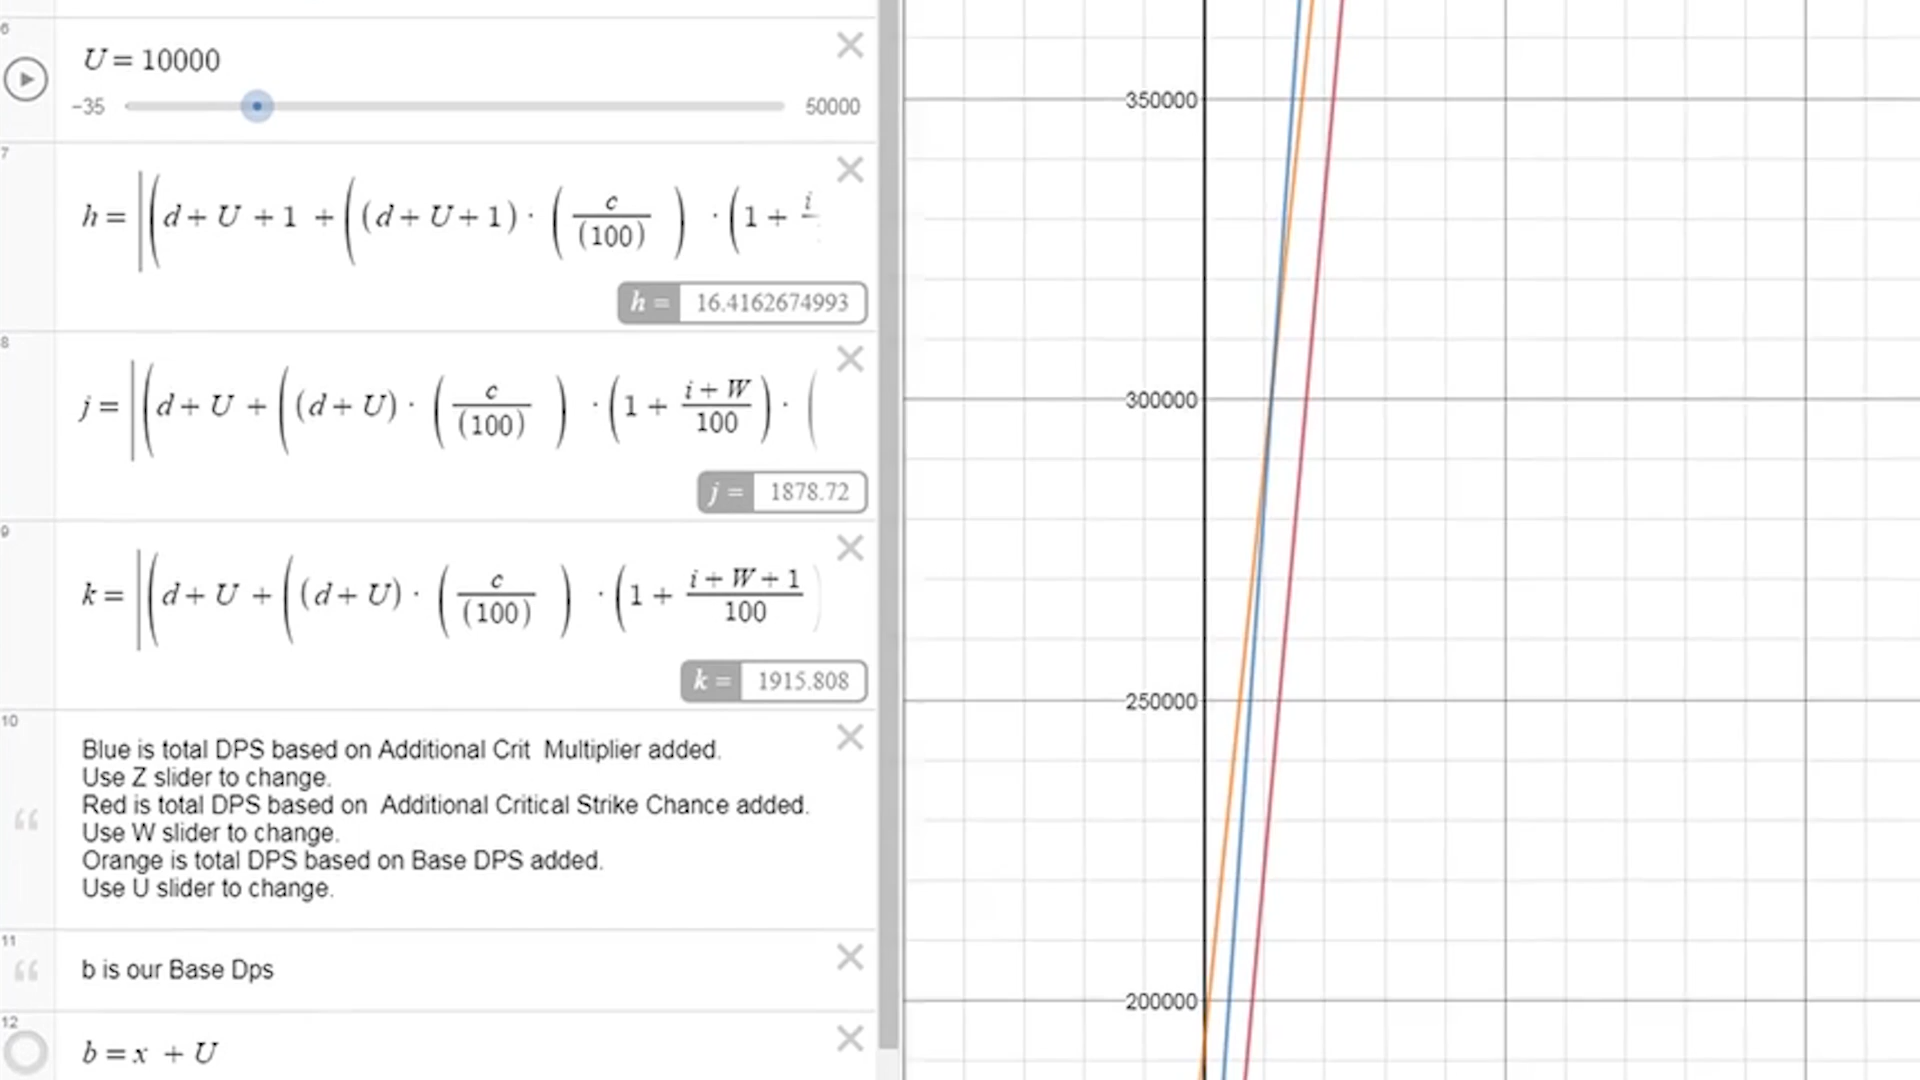 6
U = 10000
-35
50000
7
h = |(d + U + 1 + ((d + U + 1) · (c/(100)) · (1 + i
h = 16.4162674993
8
j = |(d + U + ((d + U) · (c/(100)) · (1 + (i + W)/100) · (
j = 1878.72
9
k = |(d + U + ((d + U) · (c/(100)) · (1 + (i + W + 1)/100)
k = 1915.808
10
Blue is total DPS based on Additional Crit  Multiplier added.
Use Z slider to change.
Red is total DPS based on  Additional Critical Strike Chance added.
Use W slider to change.
Orange is total DPS based on Base DPS added.
Use U slider to change.
11
b is our Base Dps
12
b = x + U
350000
300000
250000
200000